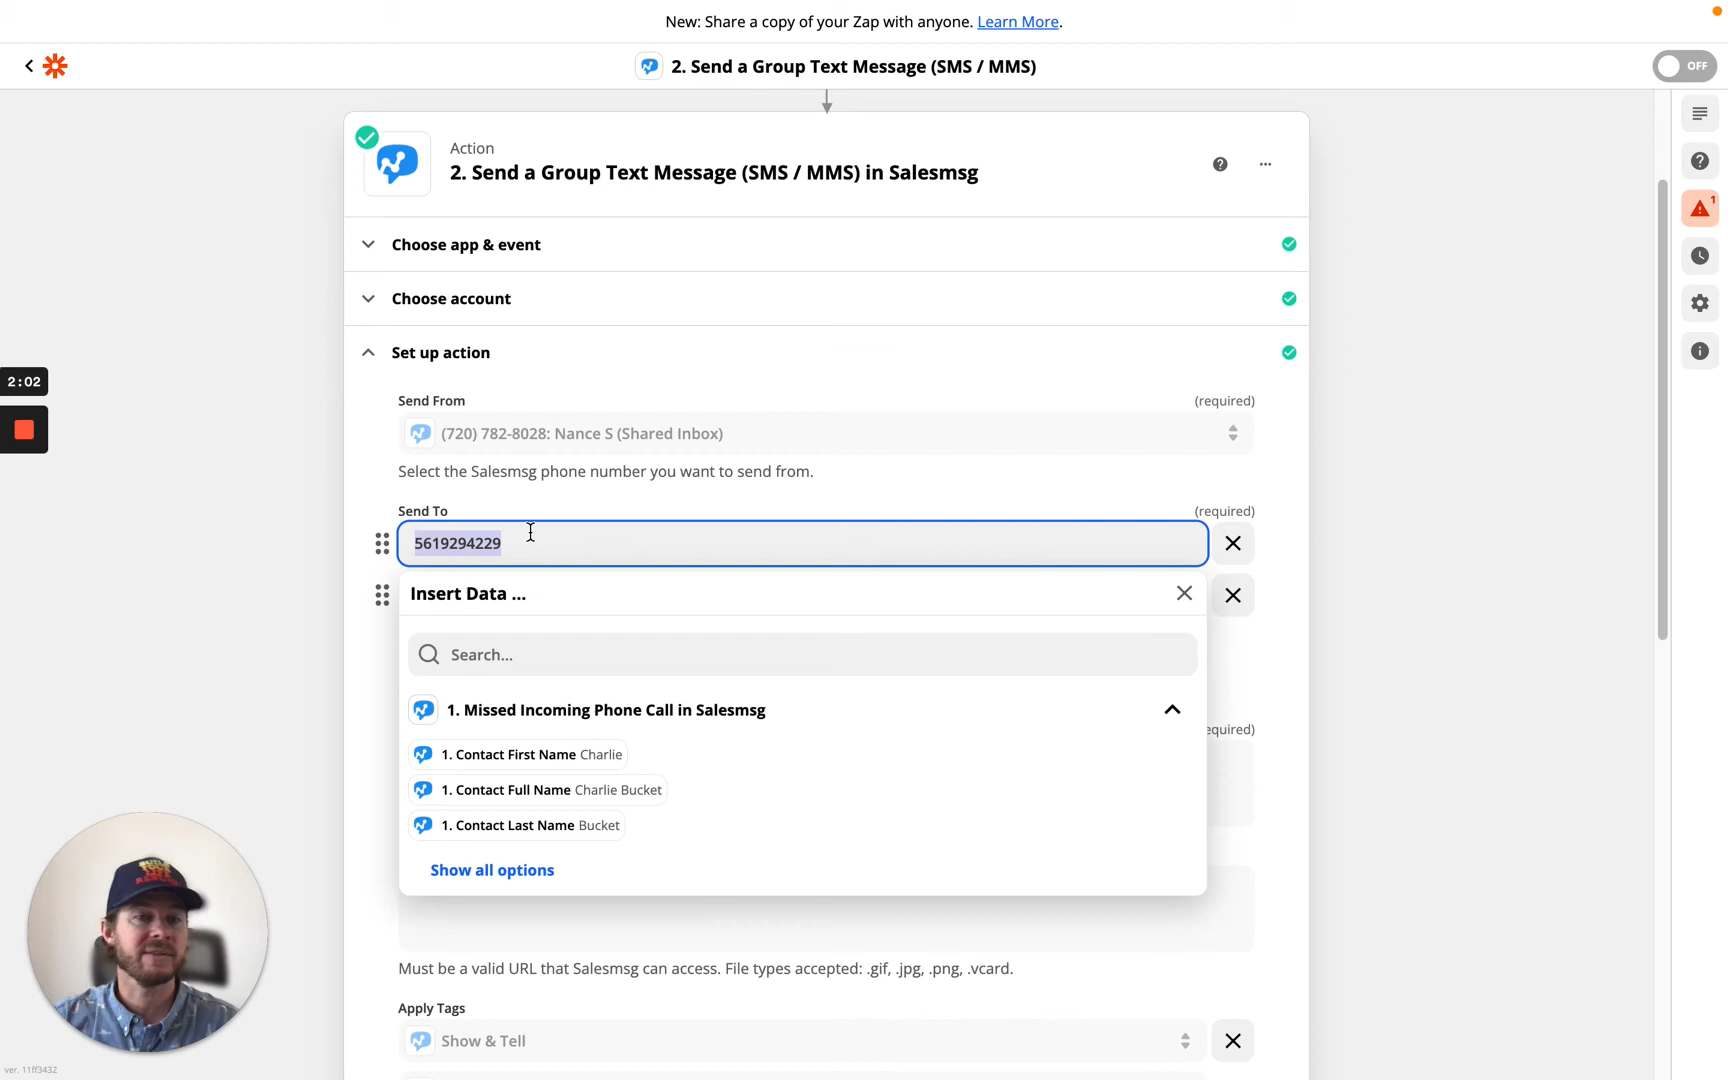 New: Share a copy of your Zap with anyone. Learn More.
2. Send a Group Text Message (SMS / MMS)
OFF
Action
2. Send a Group Text Message (SMS / MMS) in Salesmsg
1
Choose app & event
Choose account
Set up action
2:02
Send From
(required)
(720) 782-8028: Nance S (Shared Inbox)
Select the Salesmsg phone number you want to send from.
Send To
(required)
5619294229
Insert Data ...
Search...
1. Missed Incoming Phone Call in Salesmsg
equired)
1. Contact First Name Charlie
1. Contact Full Name Charlie Bucket
1. Contact Last Name Bucket
Show all options
Must be a valid URL that Salesmsg can access. File types accepted: .gif, .jpg, .png, .vcard.
Apply Tags
Show & Tell
ver. 11ff3432